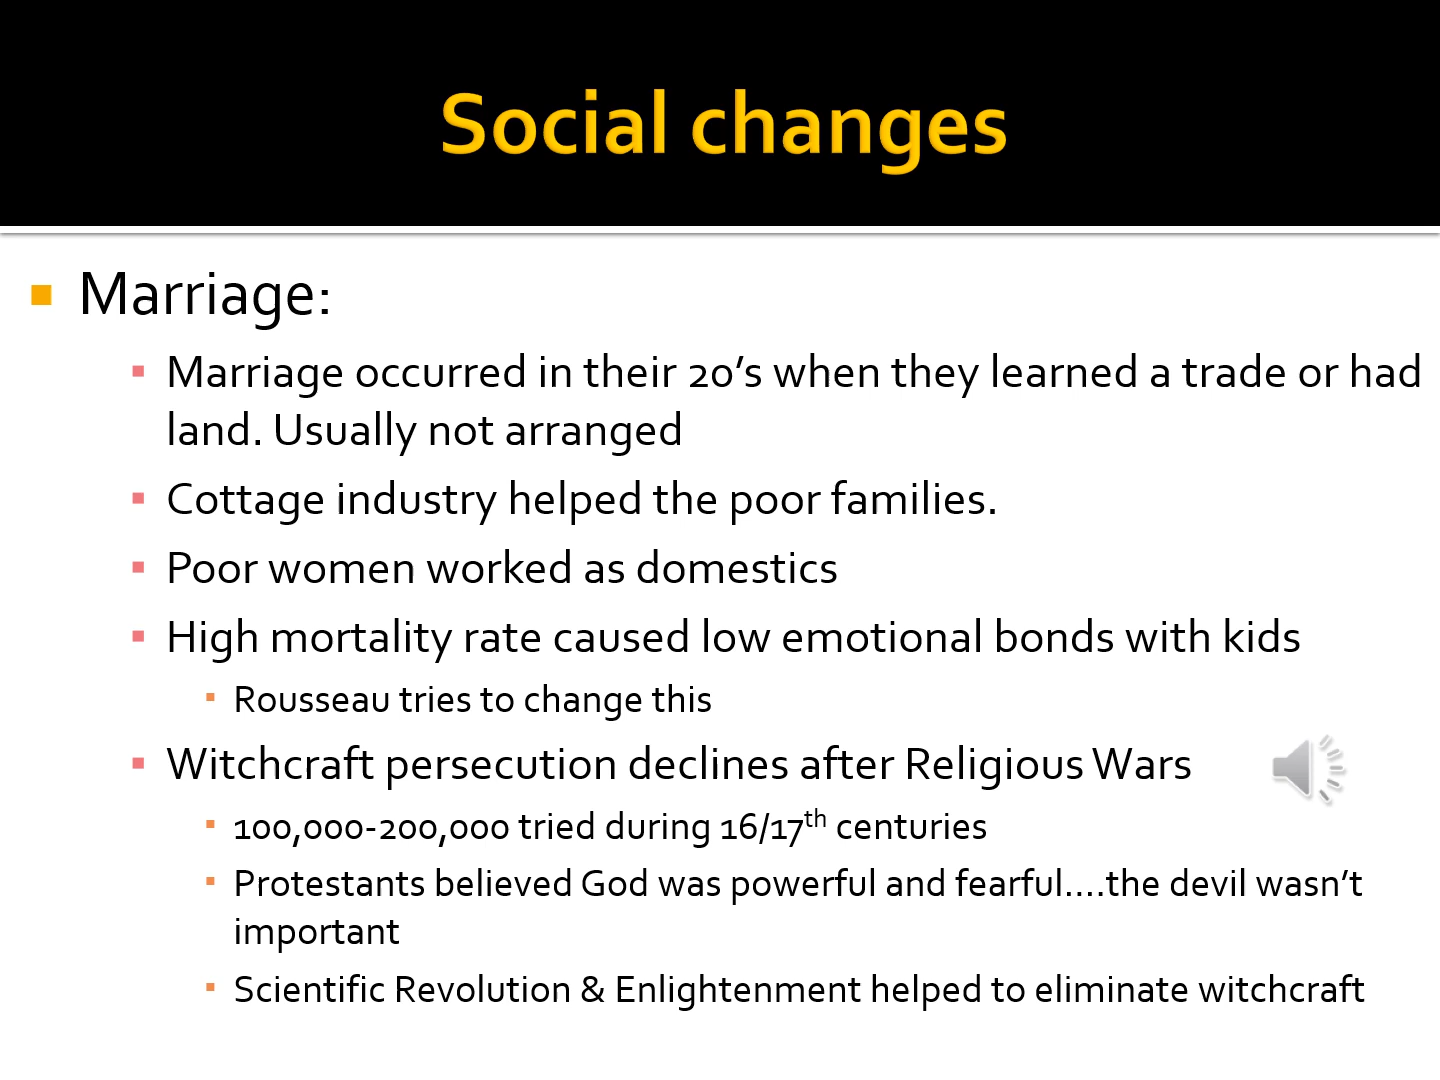 Social changes
Marriage:
Marriage occurred in their 20’s when they learned a trade or had
land. Usually not arranged
Cottage industry helped the poor families.
Poor women worked as domestics
High mortality rate caused low emotional bonds with kids
Rousseau tries to change this
Witchcraft persecution declines after Religious Wars
100,000-200,000 tried during 16/17th centuries
Protestants believed God was powerful and fearful….the devil wasn’t
important
Scientific Revolution & Enlightenment helped to eliminate witchcraft